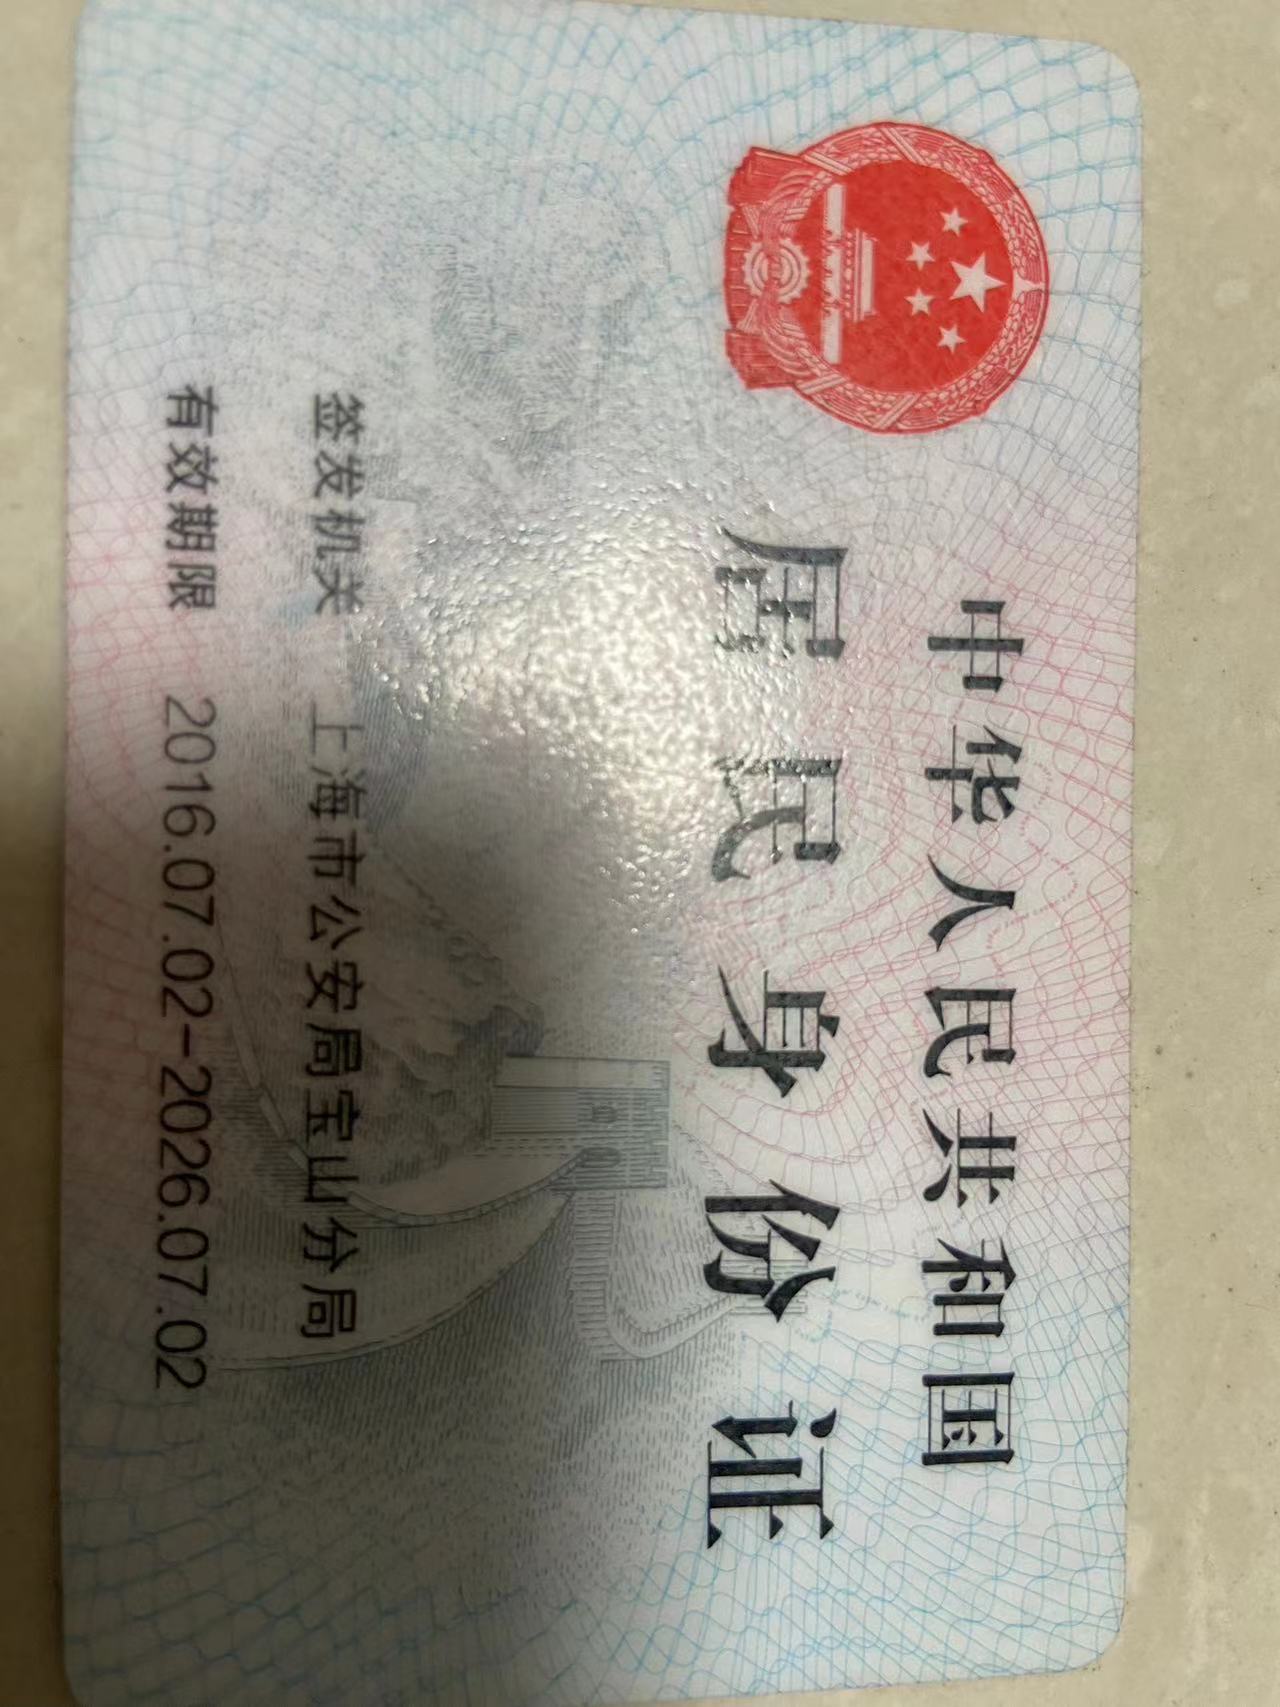 中华人民共和国
居民身份证
签发机关 上海市公安局宝山分局
有效期限 2016.07.02-2026.07.02